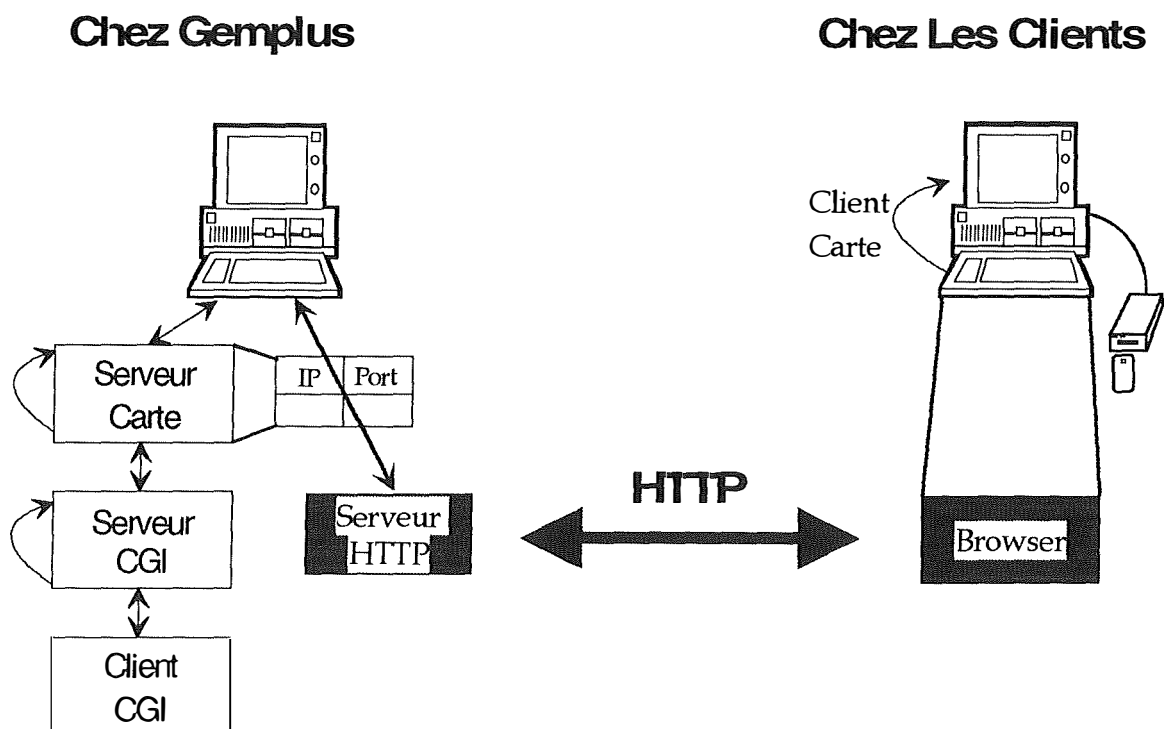 Chez Gemplus
Chez Les Clients
Client
Carte
Serveur
Carte
IP Port
Serveur
CGI
Serveur
HTTP
HTTP
Browser
Client
CGI